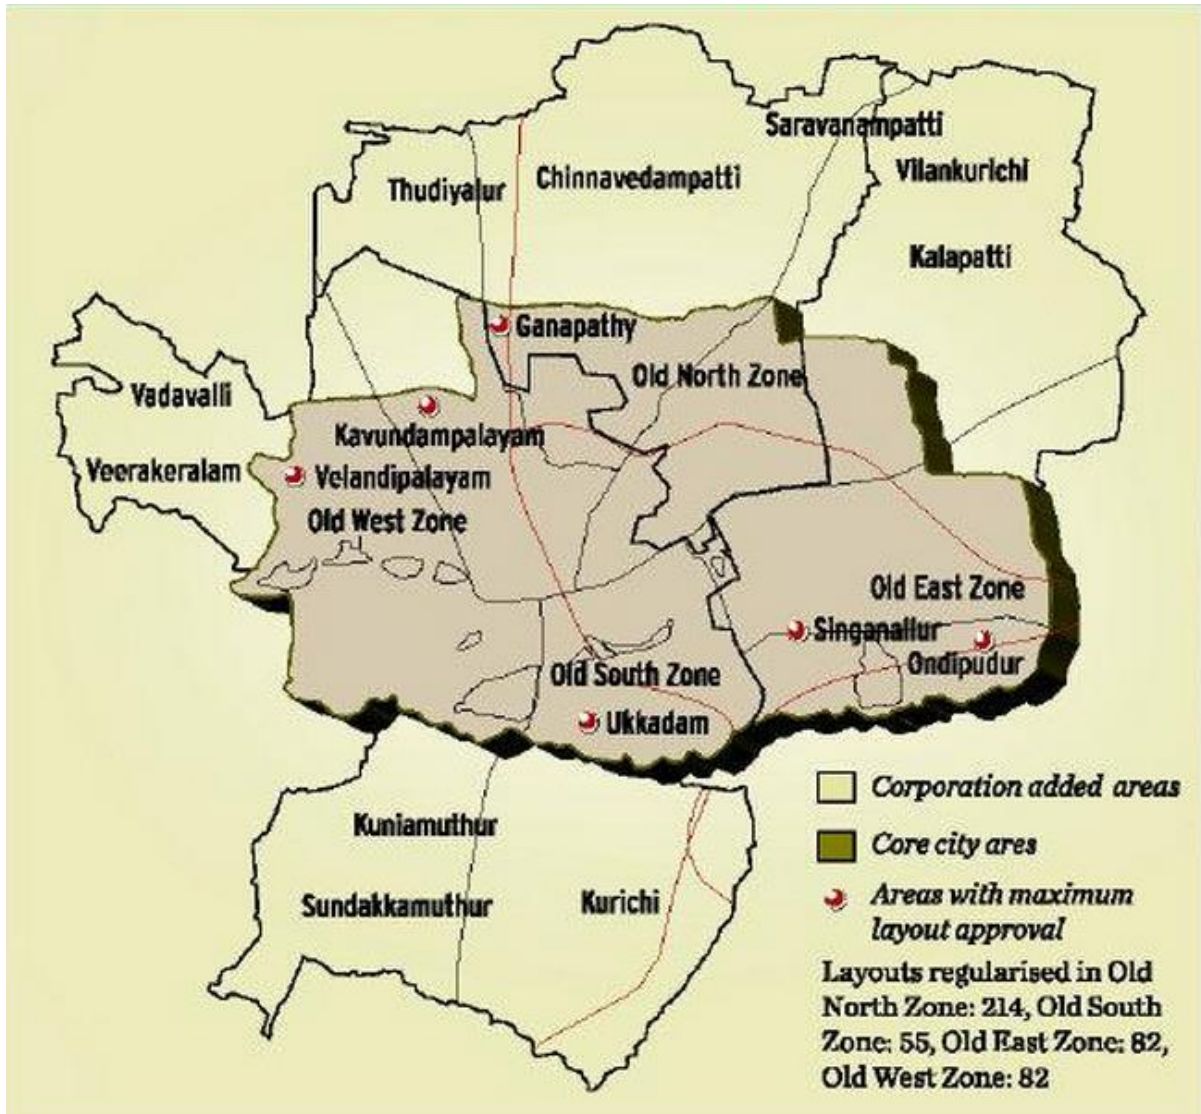 Saravanampatti
Vilankurichi
Thudiyalur
Chinnavedampatti
Kalapatti
Ganapathy
Old North Zone
Vadavalli
Kavundampalayam
Veerakeralam
Velandipalayam
Old West Zone
Old East Zone
Singanallur
Ondipudur
Old South Zone
Ukkadam
Kuniamuthur
Sundakkamuthur
Kurichi
Corporation added areas
Core city ares
Areas with maximum
layout approval
Layouts regularised in Old
North Zone: 214, Old South
Zone: 55, Old East Zone: 82,
Old West Zone: 82